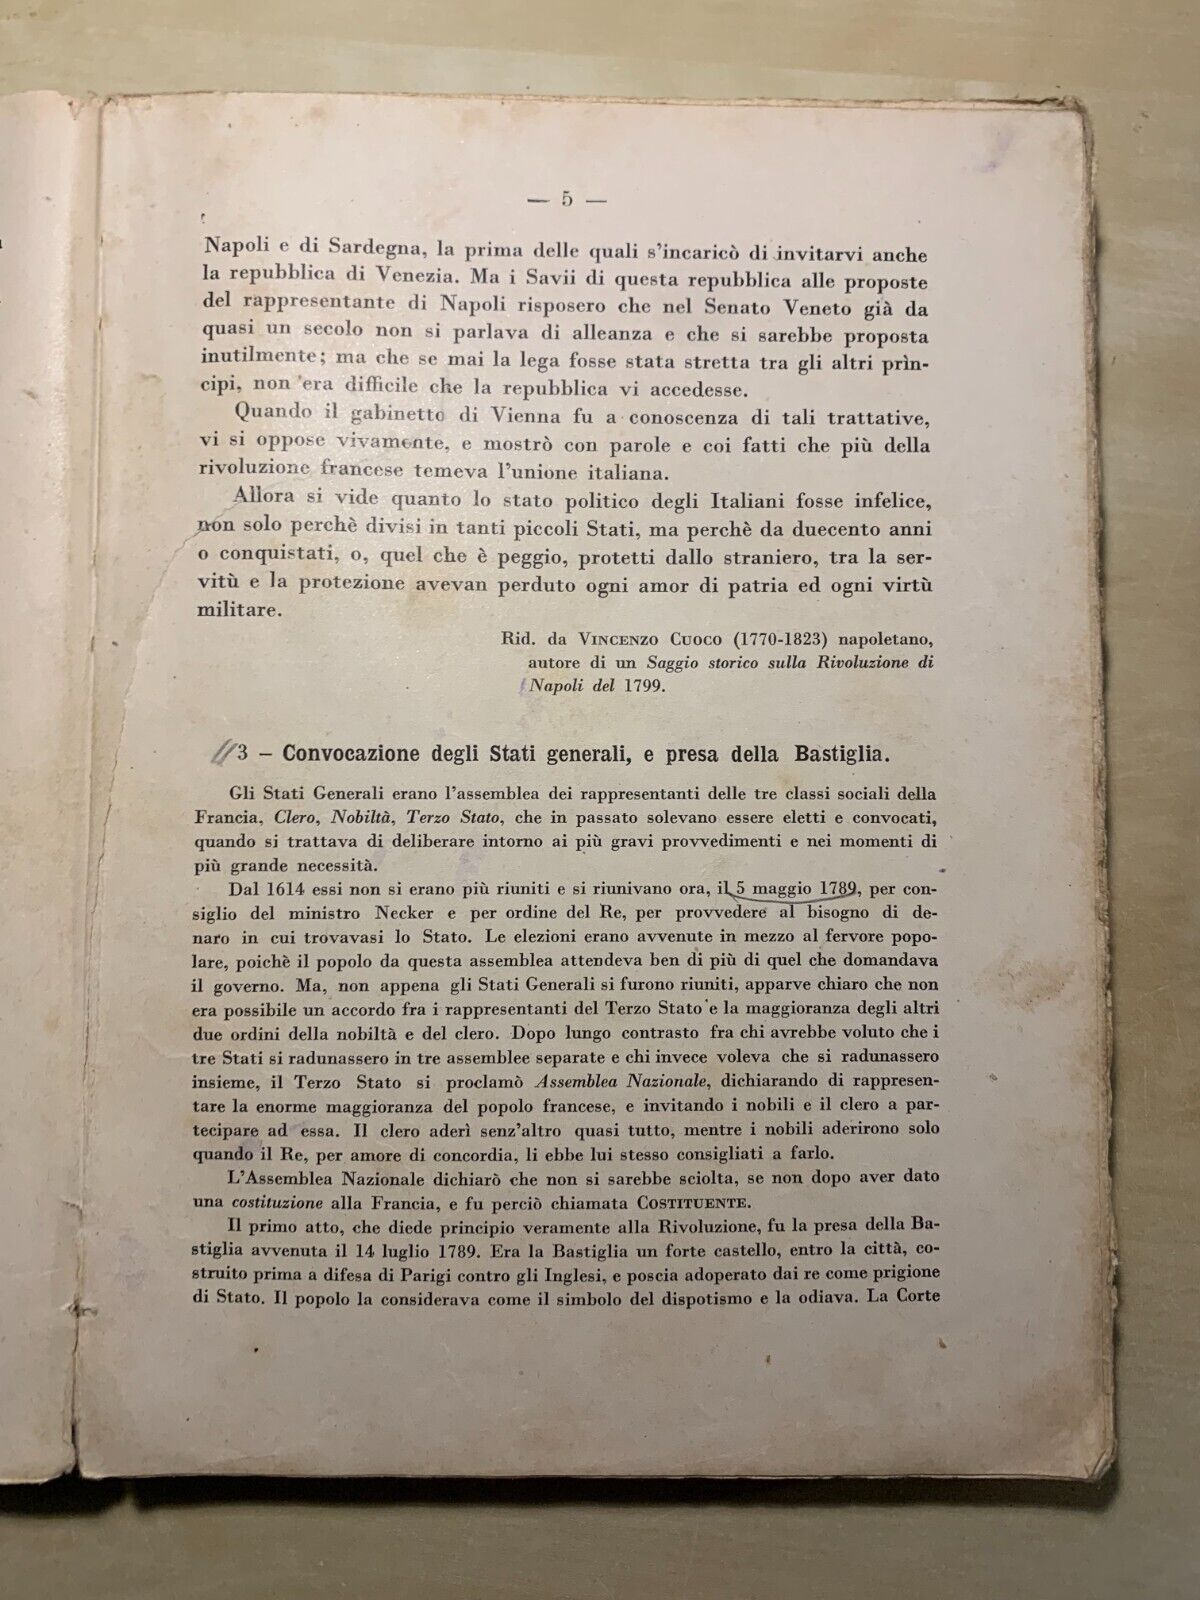 — 5 —
Napoli e di Sardegna, la prima delle quali s'incaricò di invitarvi anche
la repubblica di Venezia. Ma i Savii di questa repubblica alle proposte
del rappresentante di Napoli risposero che nel Senato Veneto già da
quasi un secolo non si parlava di alleanza e che si sarebbe proposta
inutilmente; ma che se mai la lega fosse stata stretta tra gli altri prìn-
cipi, non era difficile che la repubblica vi accedesse.
Quando il gabinetto di Vienna fu a conoscenza di tali trattative,
vi si oppose vivamente, e mostrò con parole e coi fatti che più della
rivoluzione francese temeva l'unione italiana.
Allora si vide quanto lo stato politico degli Italiani fosse infelice,
non solo perchè divisi in tanti piccoli Stati, ma perchè da duecento anni
o conquistati, o, quel che è peggio, protetti dallo straniero, tra la ser-
vitù e la protezione avevan perduto ogni amor di patria ed ogni virtù
militare.
Rid. da VINCENZO CUOCO (1770-1823) napoletano,
autore di un Saggio storico sulla Rivoluzione di
Napoli del 1799.
3 – Convocazione degli Stati generali, e presa della Bastiglia.
Gli Stati Generali erano l'assemblea dei rappresentanti delle tre classi sociali della
Francia, Clero, Nobiltà, Terzo Stato, che in passato solevano essere eletti e convocati,
quando si trattava di deliberare intorno ai più gravi provvedimenti e nei momenti di
più grande necessità.
Dal 1614 essi non si erano più riuniti e si riunivano ora, il 5 maggio 1789, per con-
siglio del ministro Necker e per ordine del Re, per provvedere al bisogno di de-
naro in cui trovavasi lo Stato. Le elezioni erano avvenute in mezzo al fervore popo-
lare, poichè il popolo da questa assemblea attendeva ben di più di quel che domandava
il governo. Ma, non appena gli Stati Generali si furono riuniti, apparve chiaro che non
era possibile un accordo fra i rappresentanti del Terzo Stato e la maggioranza degli altri
due ordini della nobiltà e del clero. Dopo lungo contrasto fra chi avrebbe voluto che i
tre Stati si radunassero in tre assemblee separate e chi invece voleva che si radunassero
insieme, il Terzo Stato si proclamò Assemblea Nazionale, dichiarando di rappresen-
tare la enorme maggioranza del popolo francese, e invitando i nobili e il clero a par-
tecipare ad essa. Il clero aderì senz'altro quasi tutto, mentre i nobili aderirono solo
quando il Re, per amore di concordia, li ebbe lui stesso consigliati a farlo.
L'Assemblea Nazionale dichiarò che non si sarebbe sciolta, se non dopo aver dato
una costituzione alla Francia, e fu perciò chiamata COSTITUENTE.
Il primo atto, che diede principio veramente alla Rivoluzione, fu la presa della Ba-
stiglia avvenuta il 14 luglio 1789. Era la Bastiglia un forte castello, entro la città, co-
struito prima a difesa di Parigi contro gli Inglesi, e poscia adoperato dai re come prigione
di Stato. Il popolo la considerava come il simbolo del dispotismo e la odiava. La Corte